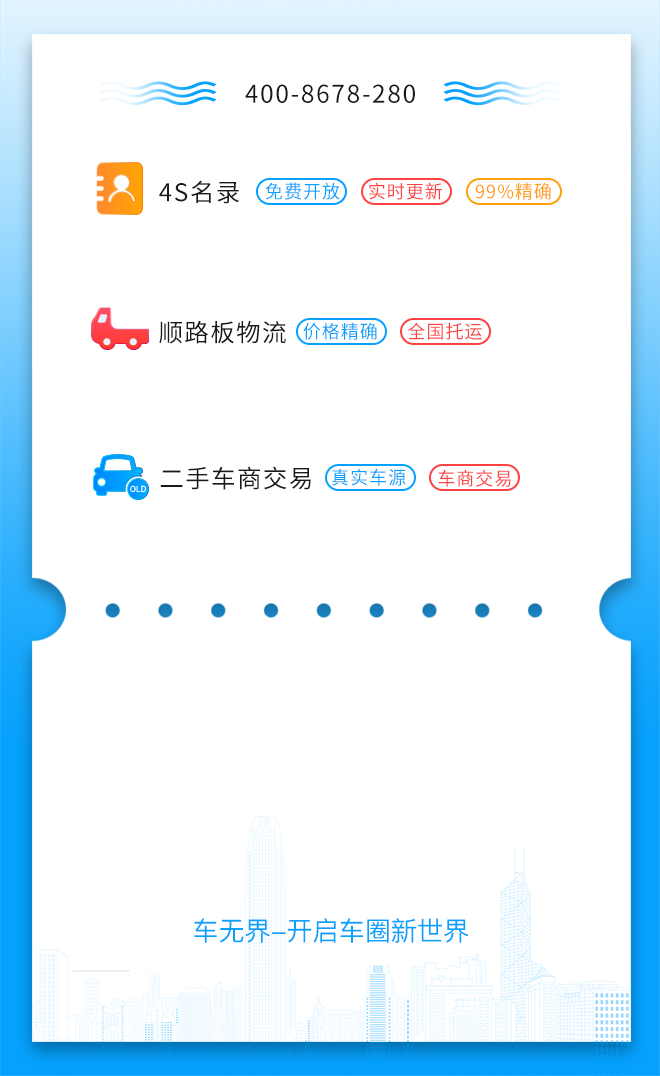 400-8678-280
4S名录 免费开放 实时更新 99%精确
顺路板物流 价格精确 全国托运
OLD
二手车商交易 真实车源 车商交易
车无界–开启车圈新世界